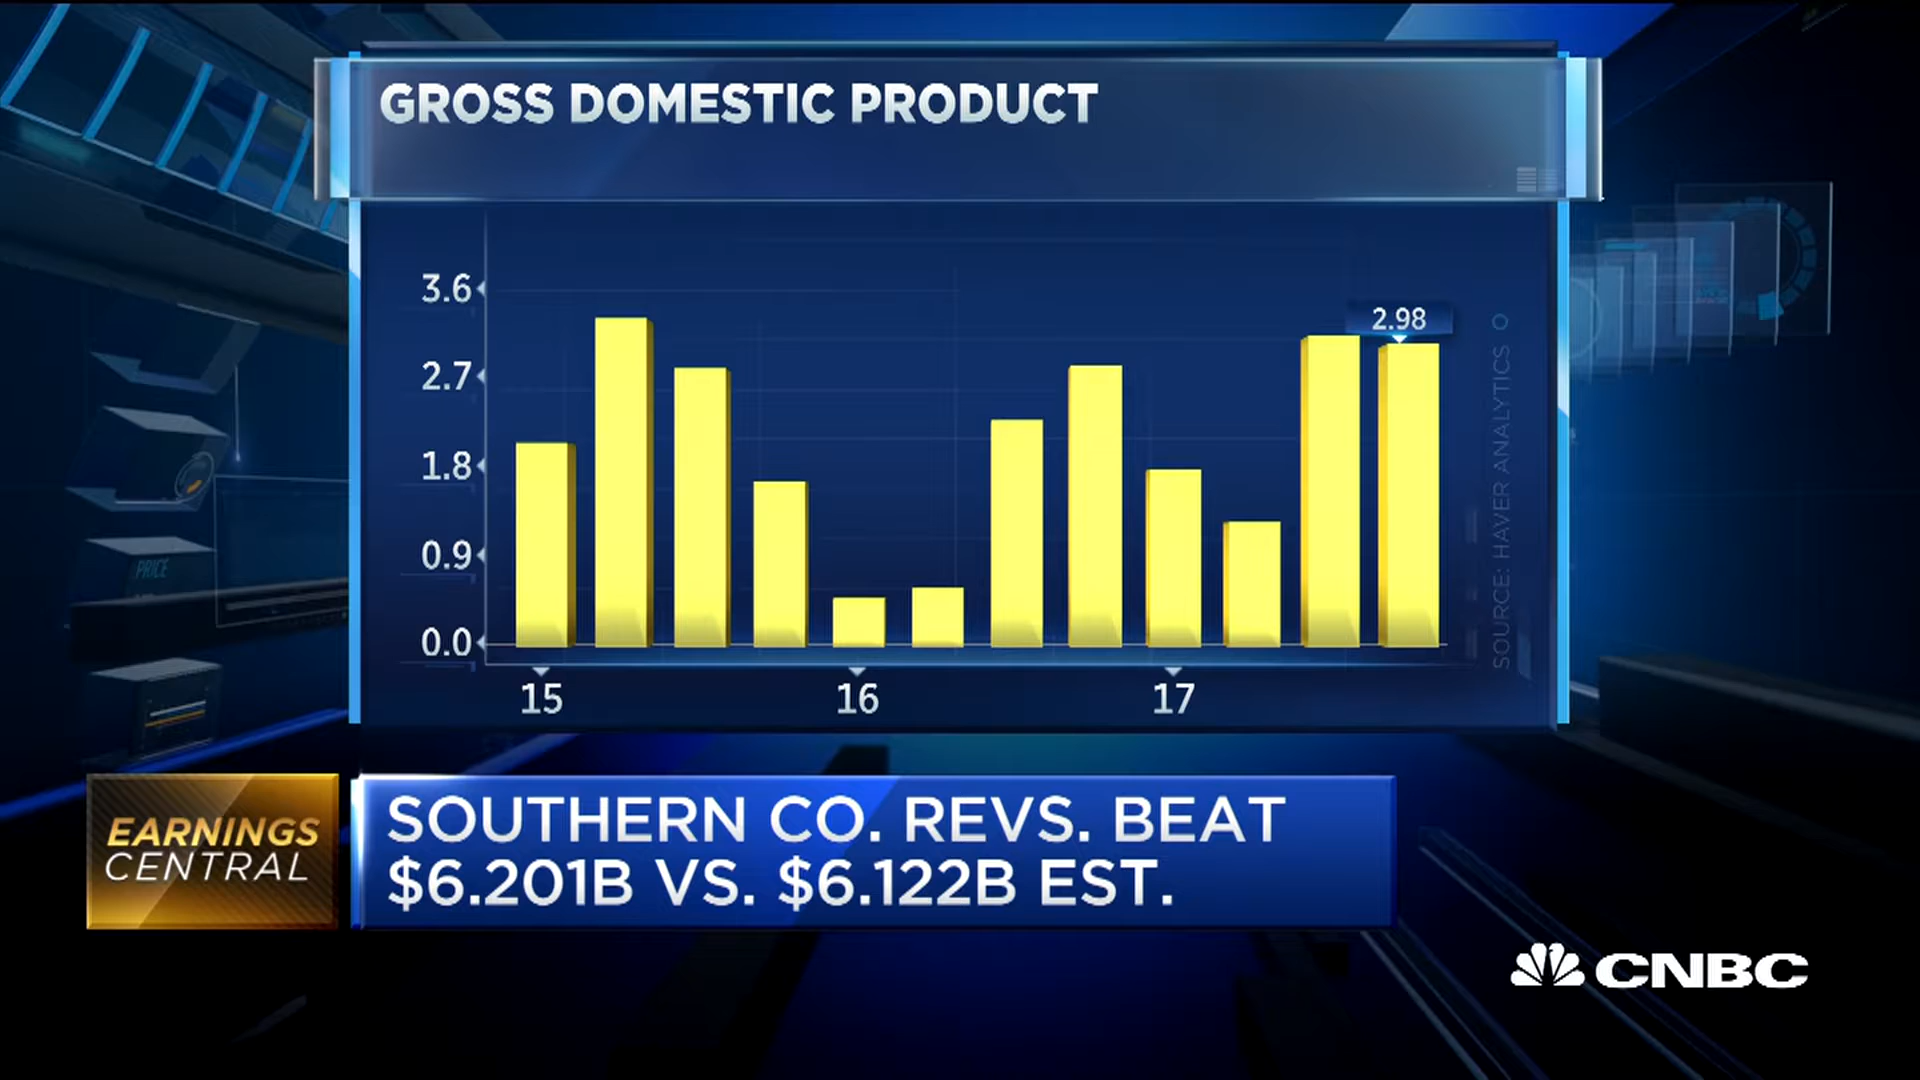 GROSS DOMESTIC PRODUCT
3.6
2.7
1.8
0.9
0.0
2.98
15
16
17
SOURCE: HAVER ANALYTICS
PRICE
EARNINGS
CENTRAL
SOUTHERN CO. REVS. BEAT
$6.201B VS. $6.122B EST.
CNBC